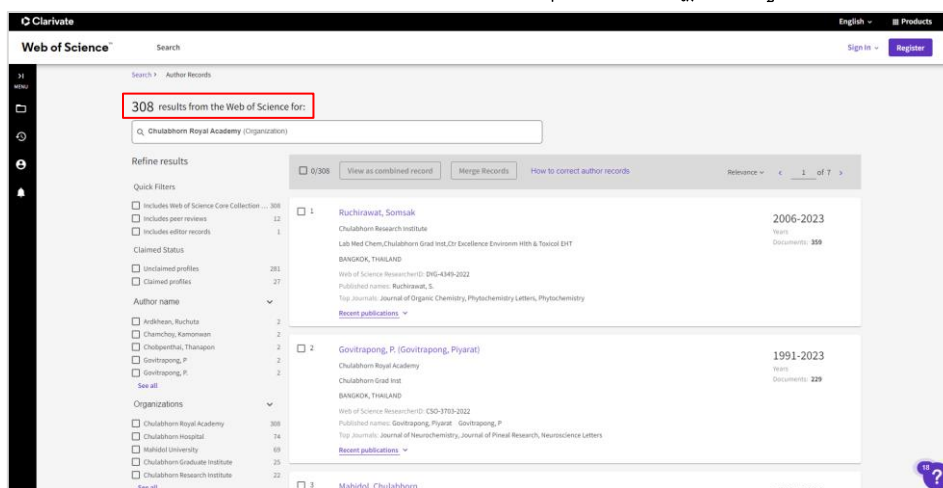 Clarivate
English
Products
Web of Science™
Search
Sign In
Register
MENU
Search > Author Records
308 results from the Web of Science for:
Chulabhorn Royal Academy (Organization)
Refine results
0/308
View as combined record
Merge Records
How to correct author records
Relevance
< 1 of 7 >
Quick Filters
Includes Web of Science Core Collection ... 308
Includes peer reviews 12
Includes editor records 1
Claimed Status
Unclaimed profiles 281
Claimed profiles 27
Author name
Ardkhean, Ruchuta 2
Chamchoy, Kamonwan 2
Chobpenthai, Thanapon 2
Govitrapong, P 2
Govitrapong, P. 2
See all
Organizations
Chulabhorn Royal Academy 308
Chulabhorn Hospital 74
Mahidol University 69
Chulabhorn Graduate Institute 25
Chulabhorn Research Institute 22
See all
1
Ruchirawat, Somsak
Chulabhorn Research Institute
Lab Med Chem,Chulabhorn Grad Inst,Ctr Excellence Environm Hlth & Toxicol EHT
BANGKOK, THAILAND
Web of Science ResearcherID: DYG-4349-2022
Published names: Ruchirawat, S.
Top Journals: Journal of Organic Chemistry, Phytochemistry Letters, Phytochemistry
Recent publications
2006-2023
Years
Documents: 359
2
Govitrapong, P. (Govitrapong, Piyarat)
Chulabhorn Royal Academy
Chulabhorn Grad Inst
BANGKOK, THAILAND
Web of Science ResearcherID: CSO-3703-2022
Published names: Govitrapong, Piyarat Govitrapong, P
Top Journals: Journal of Neurochemistry, Journal of Pineal Research, Neuroscience Letters
Recent publications
1991-2023
Years
Documents: 229
3
Mahidol, Chulabhorn
18
?